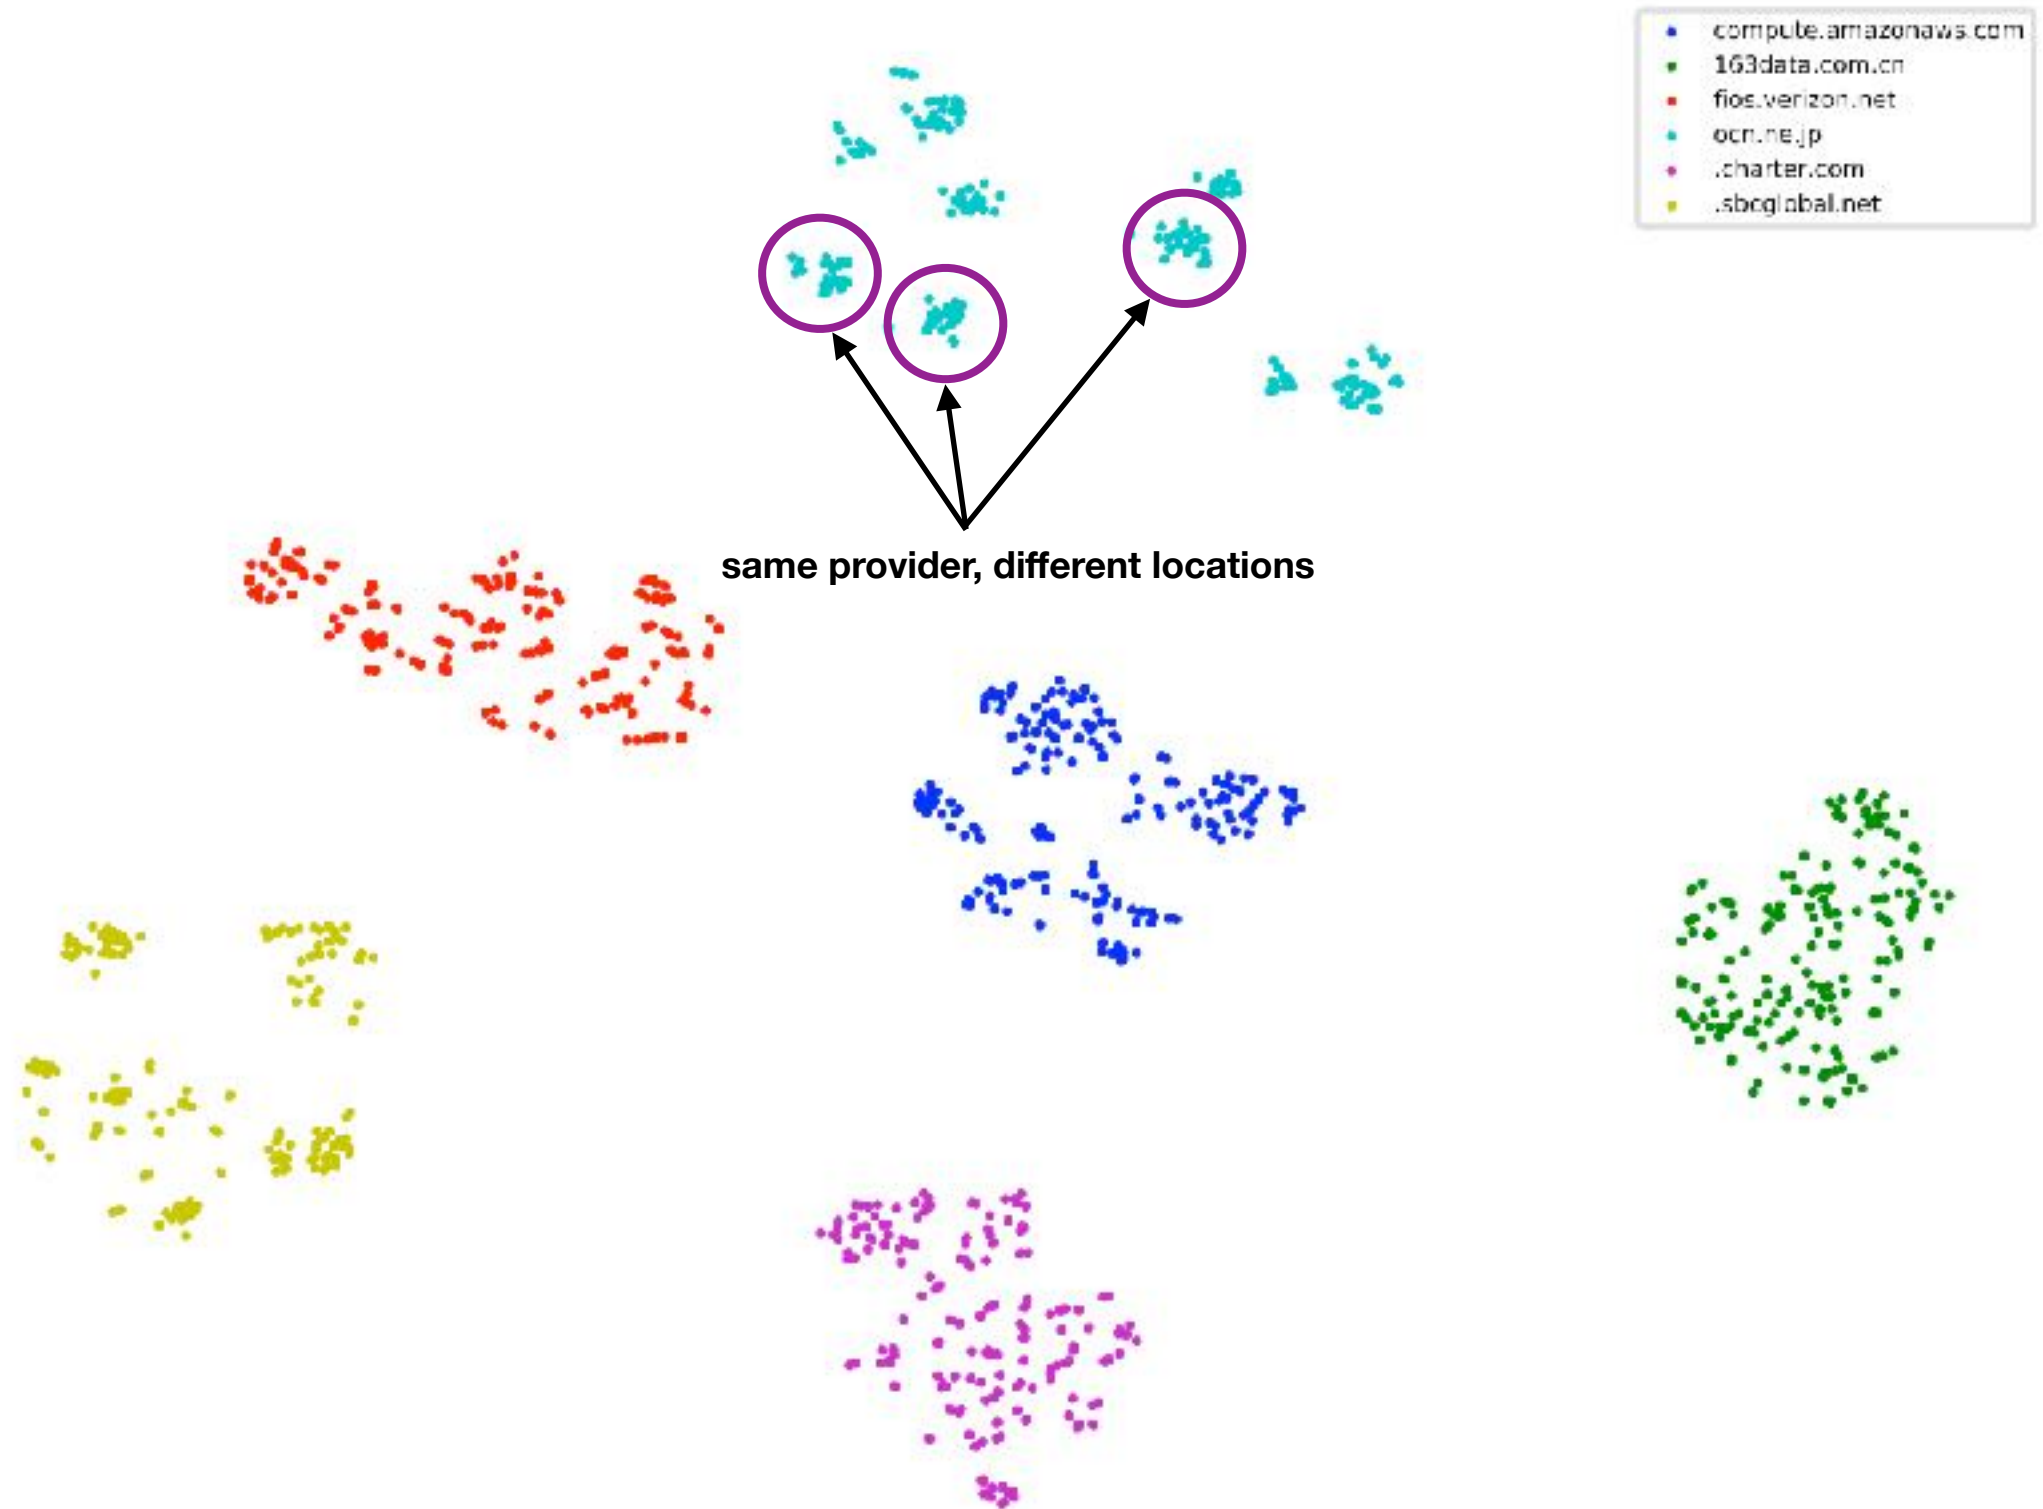 compute.amazonaws.com
163data.com.cn
fios.verizon.net
ocn.ne.jp
.charter.com
.sbcglobal.net
same provider, different locations